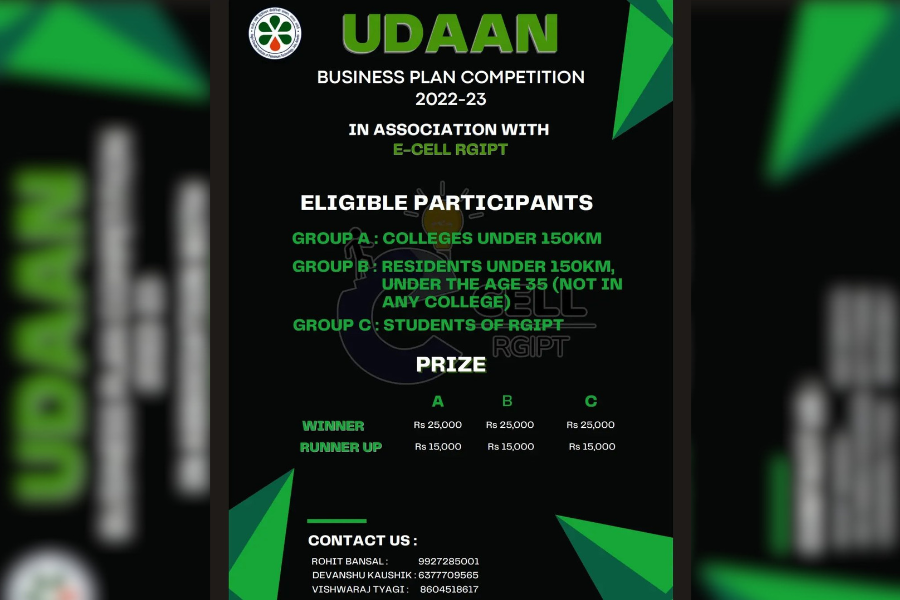 UDAAN
BUSINESS PLAN COMPETITION
2022-23
IN ASSOCIATION WITH
E-CELL RGIPT
ELIGIBLE PARTICIPANTS
GROUP A : COLLEGES UNDER 150KM
GROUP B : RESIDENTS UNDER 150KM,
UNDER THE AGE 35 (NOT IN
ANY COLLEGE)
GROUP C : STUDENTS OF RGIPT
CELL
RGIPT
PRIZE
A B C
WINNER Rs 25,000 Rs 25,000 Rs 25,000
RUNNER UP Rs 15,000 Rs 15,000 Rs 15,000
CONTACT US :
ROHIT BANSAL : 9927285001
DEVANSHU KAUSHIK : 6377709565
VISHWARAJ TYAGI : 8604518617